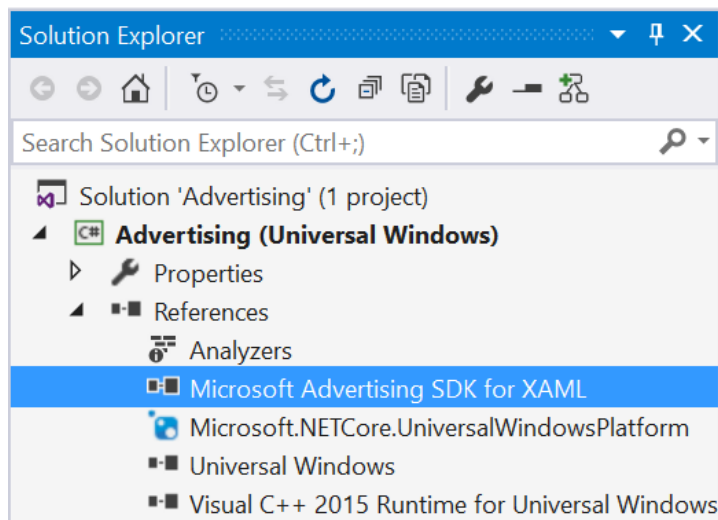 Solution Explorer
Search Solution Explorer (Ctrl+;)
Solution 'Advertising' (1 project)
C# Advertising (Universal Windows)
Properties
References
Analyzers
Microsoft Advertising SDK for XAML
Microsoft.NETCore.UniversalWindowsPlatform
Universal Windows
Visual C++ 2015 Runtime for Universal Windows